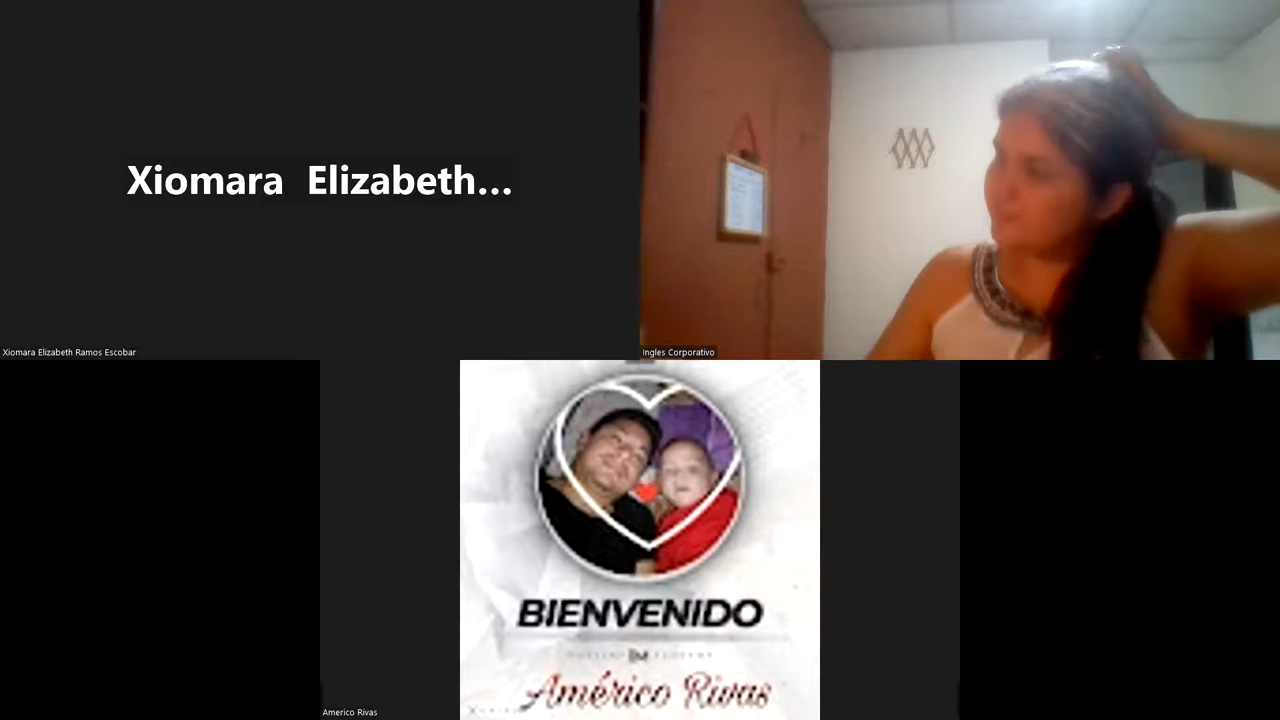 Xiomara Elizabeth...
Xiomara Elizabeth Ramos Escobar
Ingles Corporativo
BIENVENIDO
Américo Rivas
Americo Rivas